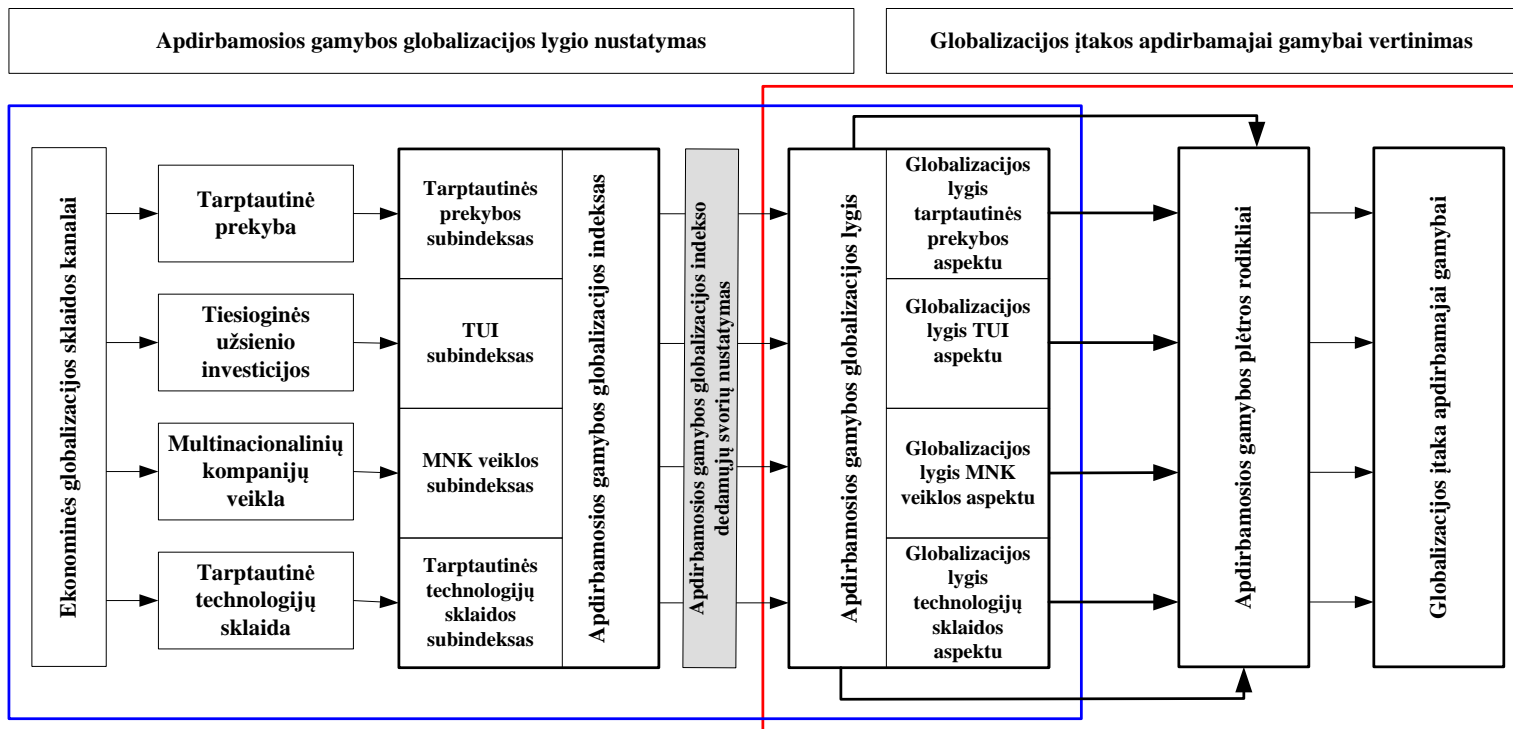 Apdirbamosios gamybos globalizacijos lygio nustatymas
Globalizacijos įtakos apdirbamajai gamybai vertinimas
Ekonominės globalizacijos sklaidos kanalai
Tarptautinė
prekyba
Tiesioginės
užsienio
investicijos
Multinacionalinių
kompanijų
veikla
Tarptautinė
technologijų
sklaida
Tarptautinės
prekybos
subindeksas
TUI
subindeksas
MNK veiklos
subindeksas
Tarptautinės
technologijų
sklaidos
subindeksas
Apdirbamosios gamybos globalizacijos indeksas
Apdirbamosios gamybos globalizacijos indekso
dedamųjų svorių nustatymas
Apdirbamosios gamybos globalizacijos lygis
Globalizacijos
lygis
tarptautinės
prekybos
aspektu
Globalizacijos
lygis TUI
aspektu
Globalizacijos
lygis MNK
veiklos aspektu
Globalizacijos
lygis
technologijų
sklaidos
aspektu
Apdirbamosios gamybos plėtros rodikliai
Globalizacijos įtaka apdirbamajai gamybai